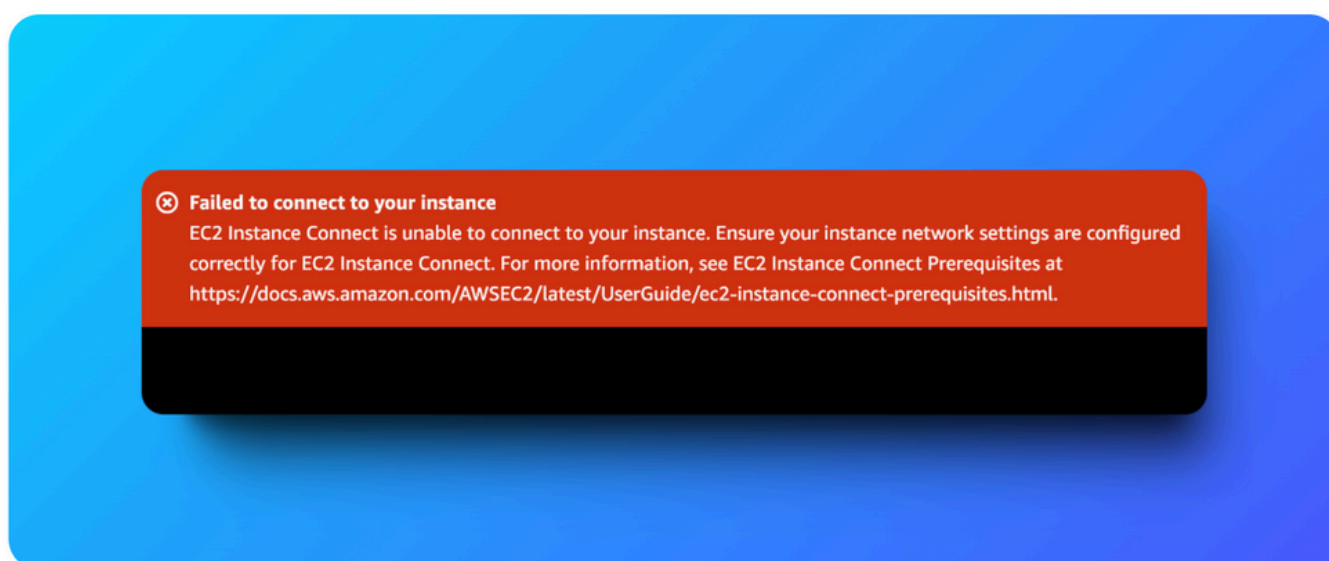 Failed to connect to your instance
EC2 Instance Connect is unable to connect to your instance. Ensure your instance network settings are configured
correctly for EC2 Instance Connect. For more information, see EC2 Instance Connect Prerequisites at
https://docs.aws.amazon.com/AWSEC2/latest/UserGuide/ec2-instance-connect-prerequisites.html.